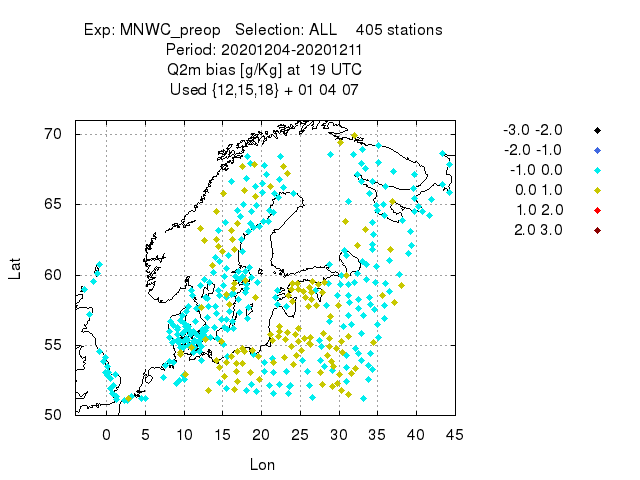 Exp: MNWC_preop   Selection: ALL    405 stations
Period: 20201204-20201211
Q2m bias [g/Kg] at  19 UTC
Used {12,15,18} + 01 04 07
-3.0 -2.0
-2.0 -1.0
-1.0 0.0
0.0 1.0
1.0 2.0
2.0 3.0
70
65
60
55
50
Lat
0 5 10 15 20 25 30 35 40 45
Lon